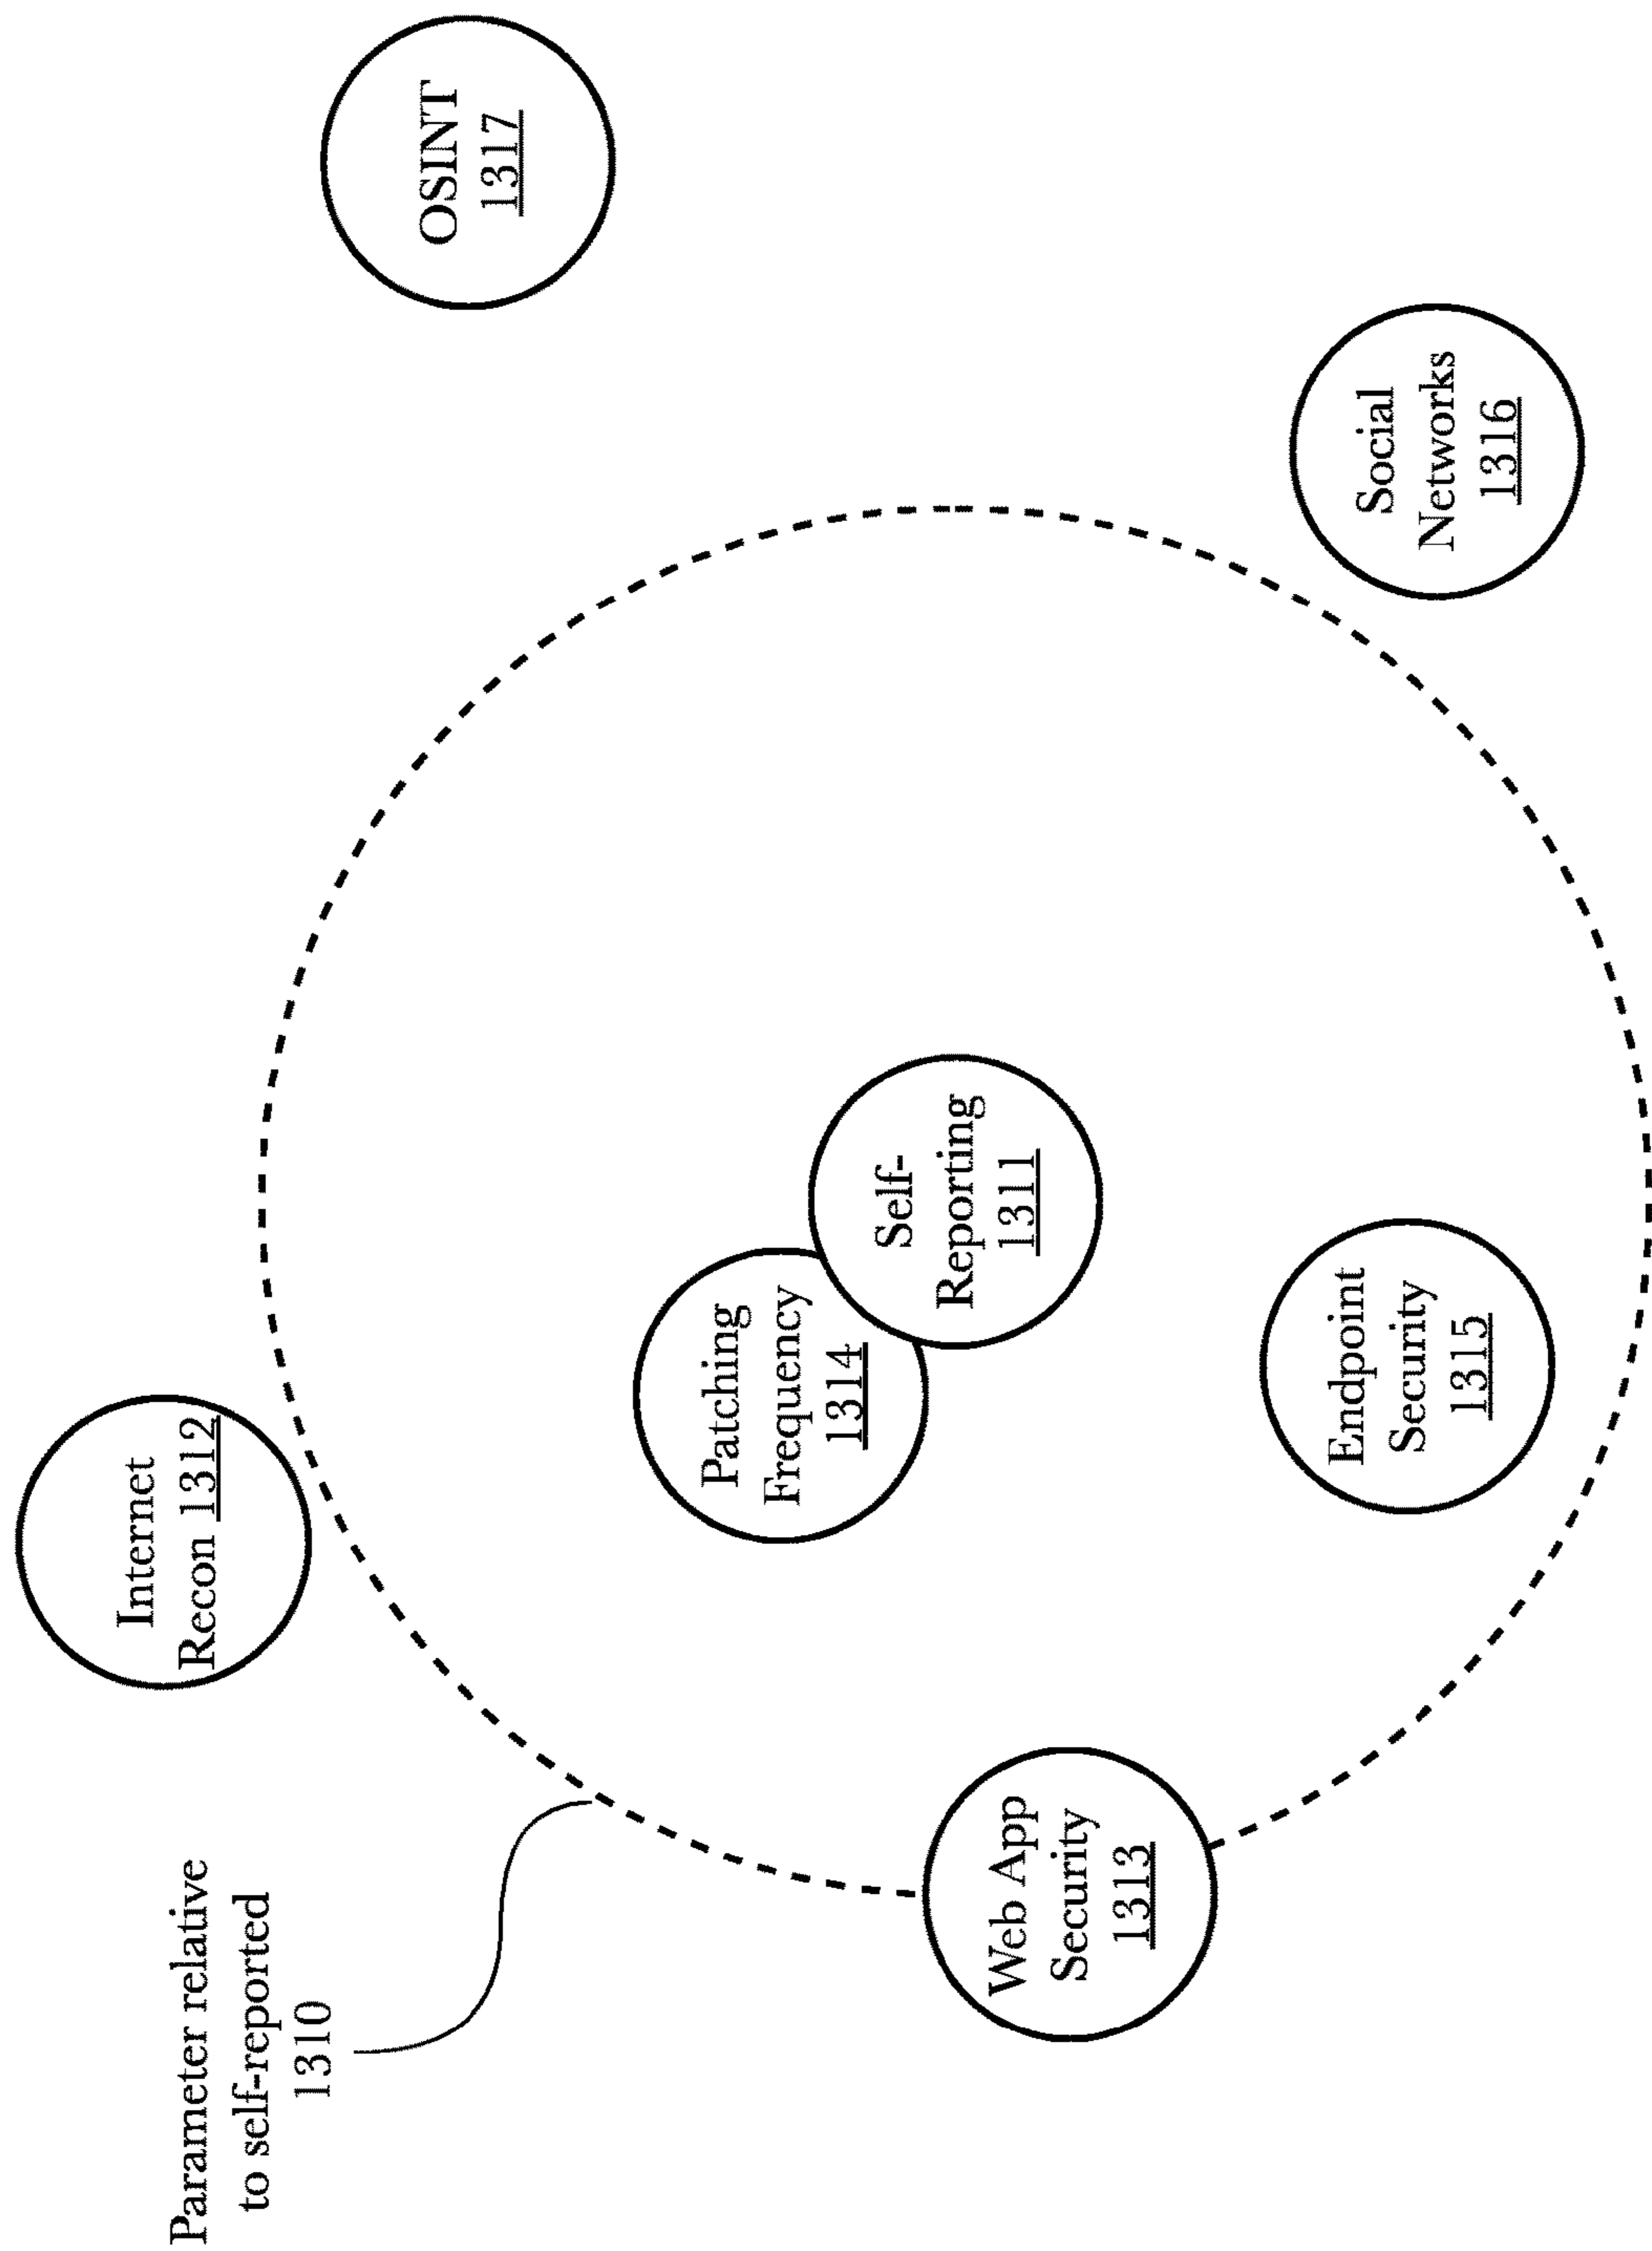 Parameter relative
to self-reported
1310
Internet
Recon 1312
OSINT
1317
Patching
Frequency
1314
Self-
Reporting
1311
Web App
Security
1313
Endpoint
Security
1315
Social
Networks
1316